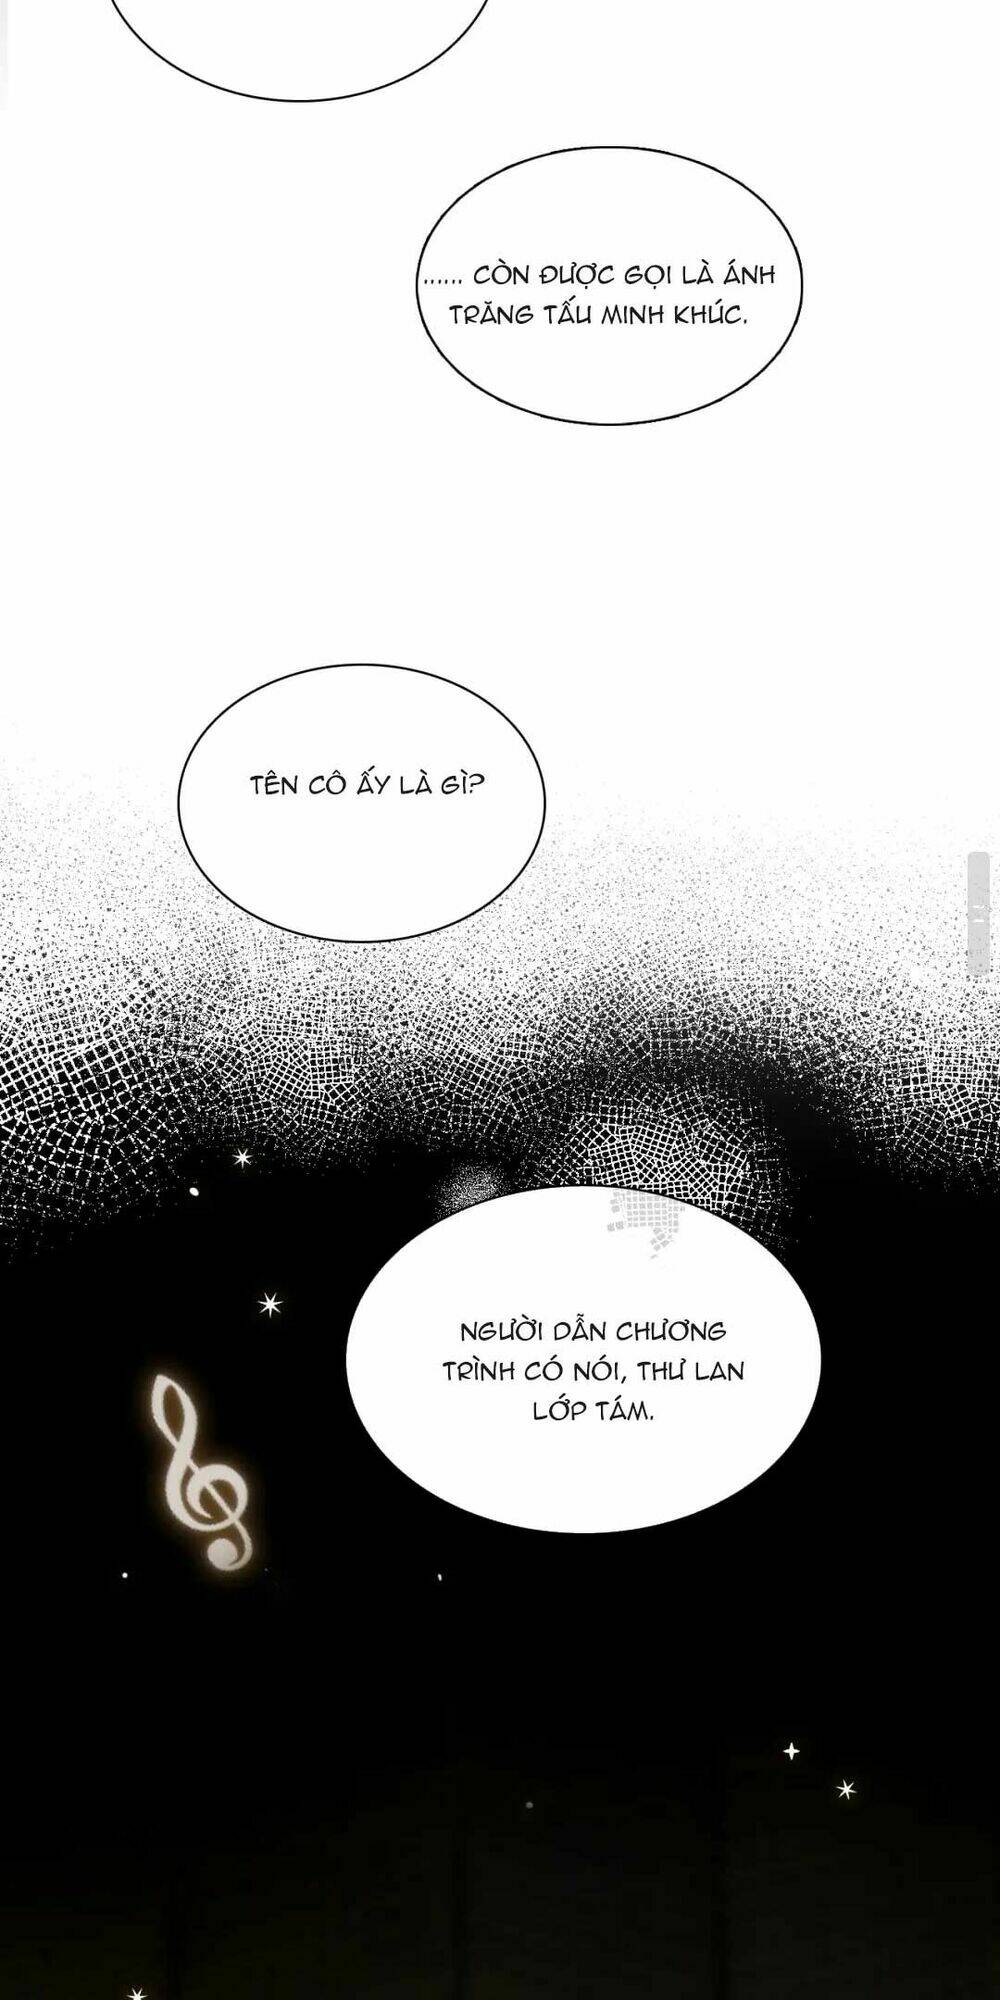 ...... CÒN ĐƯỢC GỌI LÀ ÁNH
TRĂNG TẤU MINH KHÚC.
TÊN CÔ ẤY LÀ GÌ?
NGƯỜI DẪN CHƯƠNG
TRÌNH CÓ NÓI, THƯ LAN
LỚP TÁM.